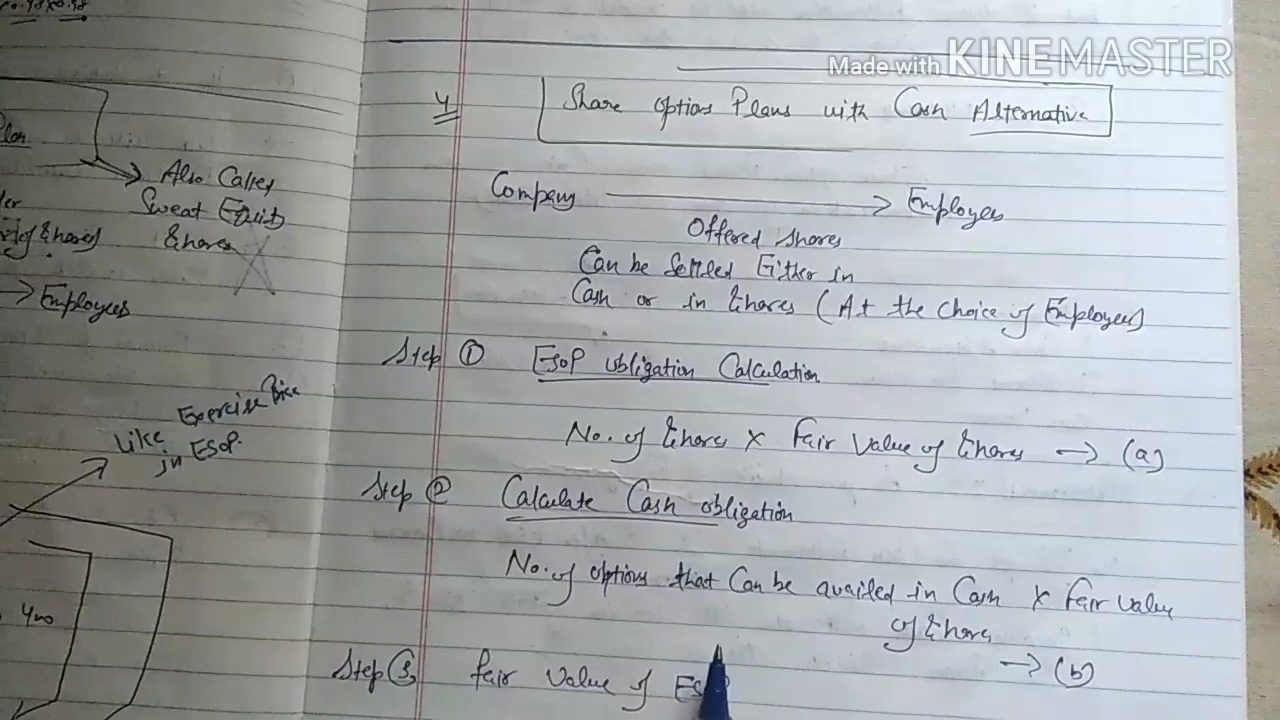 Made with KINEMASTER
4
Share options Plans with Cash Alternative
Plan
Also Called
Sweat Equity
Shares
Employees
Company Employees
Offered Shares
Can be Settled Either in
Cash or in Shares (At the choice of Employees)
Step ① ESOP obligation Calculation
Exercise Price
Like in ESOP.
No. of Shares X Fair Value of Shares → (a)
Step ② Calculate Cash obligation
No. of options that Can be availed in Cash X Fair Value
of Shares
→ (b)
400
Step ③ Fair Value of